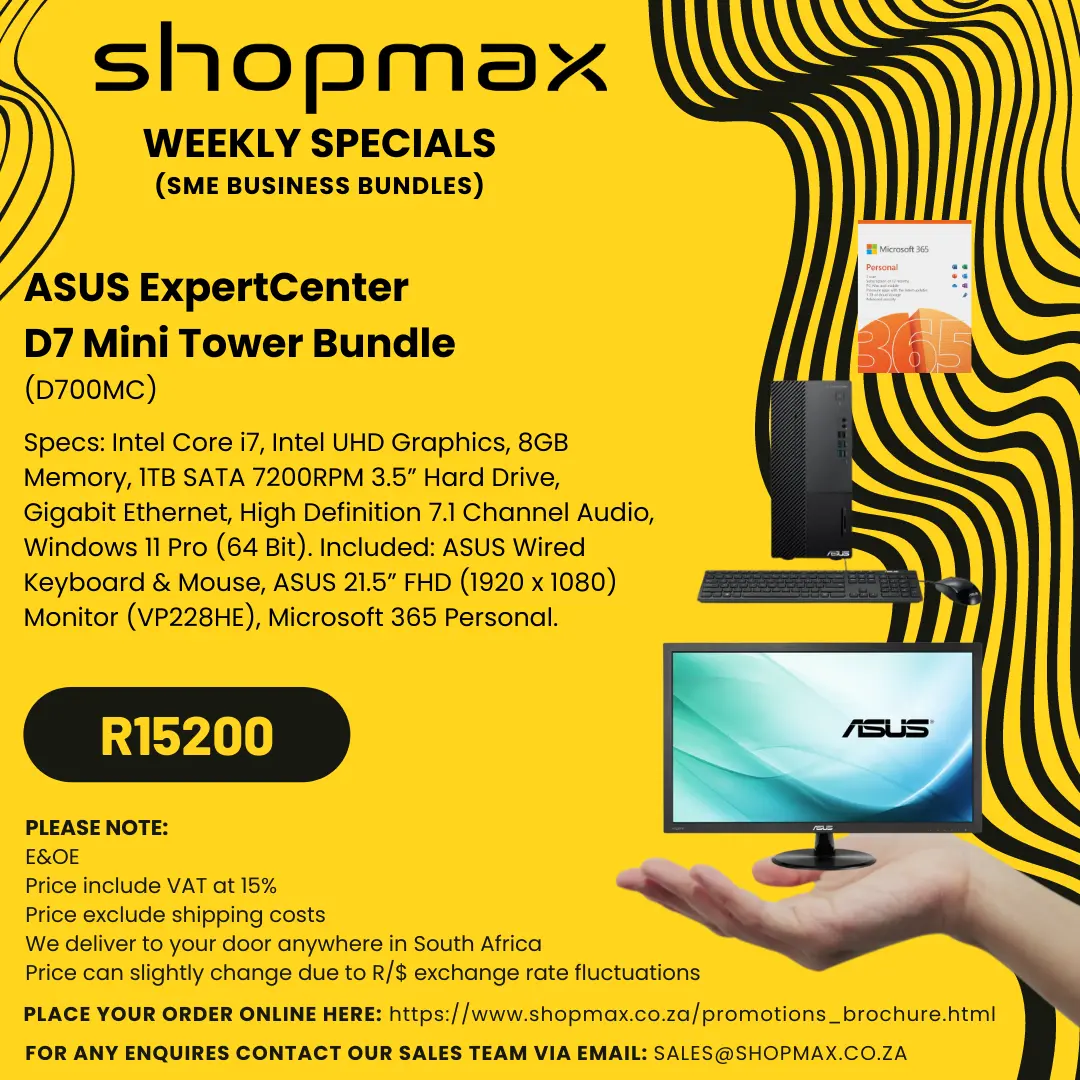 shopmax
WEEKLY SPECIALS
(SME BUSINESS BUNDLES)
Microsoft 365
Personal
365
ASUS ExpertCenter
D7 Mini Tower Bundle
(D700MC)
Specs: Intel Core i7, Intel UHD Graphics, 8GB
Memory, 1TB SATA 7200RPM 3.5” Hard Drive,
Gigabit Ethernet, High Definition 7.1 Channel Audio,
Windows 11 Pro (64 Bit). Included: ASUS Wired
Keyboard & Mouse, ASUS 21.5” FHD (1920 x 1080)
Monitor (VP228HE), Microsoft 365 Personal.
ASUS
ASUS
ASUS
R15200
PLEASE NOTE:
E&OE
Price include VAT at 15%
Price exclude shipping costs
We deliver to your door anywhere in South Africa
Price can slightly change due to R/$ exchange rate fluctuations
PLACE YOUR ORDER ONLINE HERE: https://www.shopmax.co.za/promotions_brochure.html
FOR ANY ENQUIRES CONTACT OUR SALES TEAM VIA EMAIL: SALES@SHOPMAX.CO.ZA